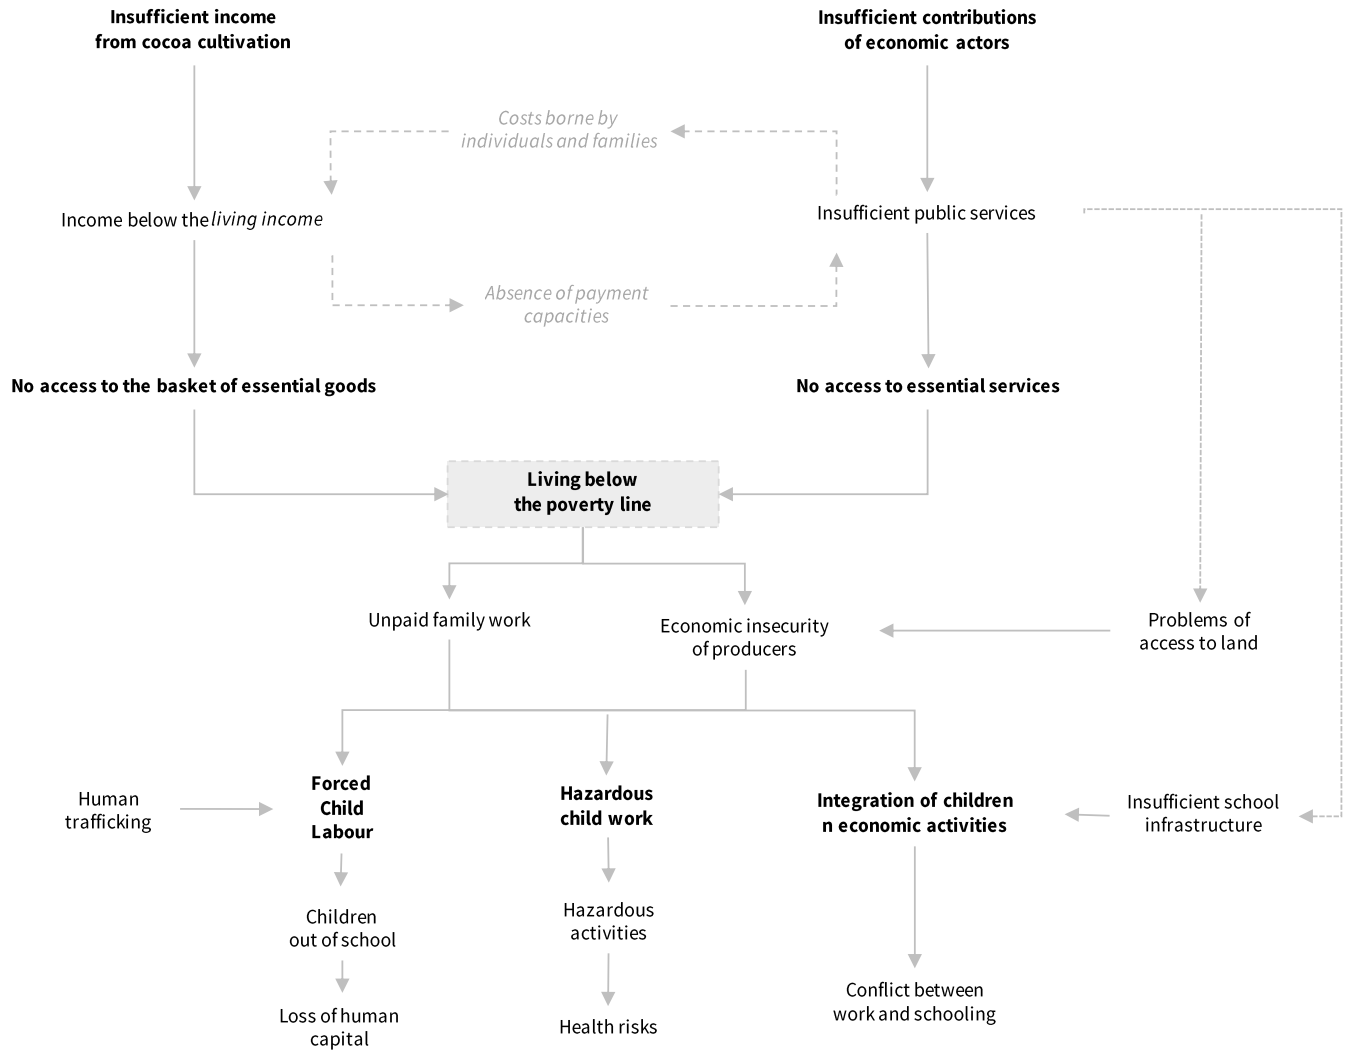 Insufficient income
from cocoa cultivation
Insufficient contributions
of economic actors
Costs borne by
individuals and families
Income below the living income
Insufficient public services
Absence of payment
capacities
No access to the basket of essential goods
No access to essential services
Living below
the poverty line
Unpaid family work
Economic insecurity
of producers
Problems of
access to land
Human
trafficking
Forced
Child
Labour
Hazardous
child work
Integration of children
n economic activities
Insufficient school
infrastructure
Children
out of school
Hazardous
activities
Conflict between
work and schooling
Loss of human
capital
Health risks